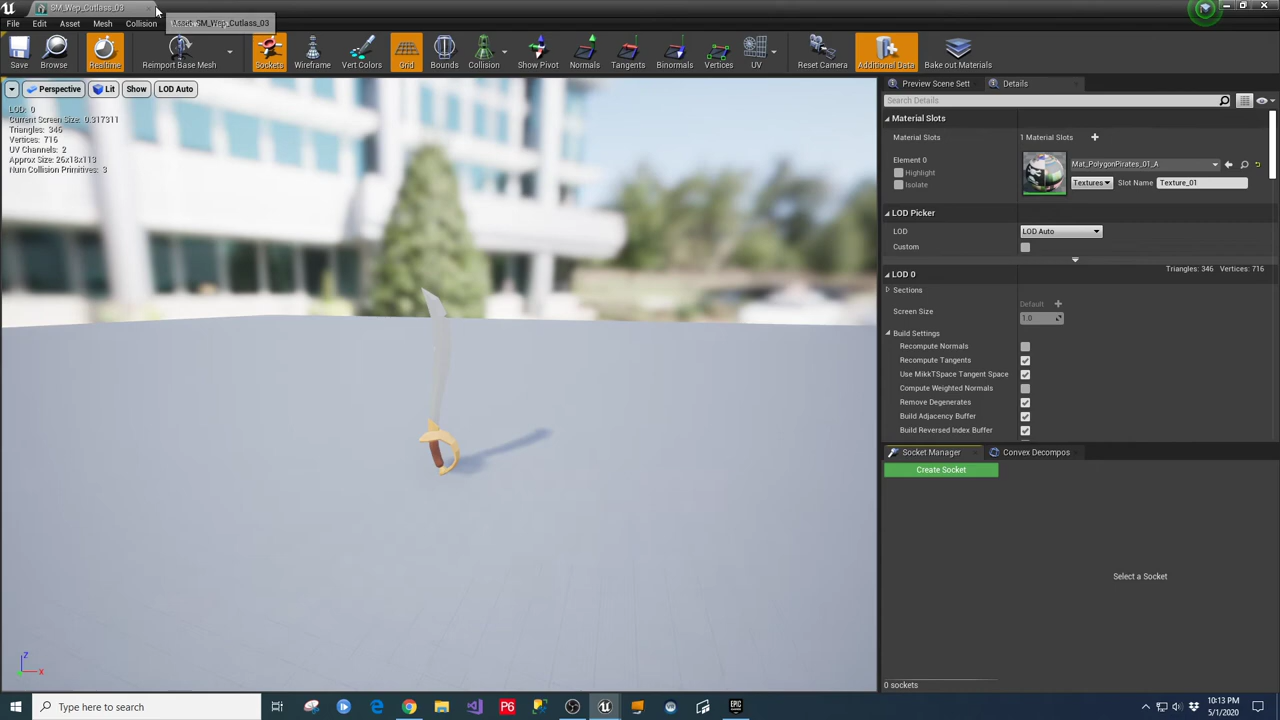 SM_Wep_Cutlass_03
File Edit Asset Mesh Collision
SM_Wep_Cutlass_03
Save Browse Realtime Reimport Base Mesh Sockets Wireframe Vert Colors Grid Bounds Collision Show Pivot Normals Tangents Binormals Vertices UV Reset Camera Additional Data Bake out Materials
Perspective Lit Show LOD Auto
LOD: 0
Current Screen Size: 0.317311
Triangles: 346
Vertices: 716
UV Channels: 2
Approx Size: 26x18x113
Num Collision Primitives: 3
Z
X
Preview Scene Sett Details
Search Details
Material Slots
Material Slots 1 Material Slots
Element 0
Highlight
Isolate
Mat_PolygonPirates_01_A
Textures Slot Name Texture_01
LOD Picker
LOD LOD Auto
Custom
LOD 0 Triangles: 346 Vertices: 716
Sections
Screen Size Default
1.0
Build Settings
Recompute Normals
Recompute Tangents
Use MikkTSpace Tangent Space
Compute Weighted Normals
Remove Degenerates
Build Adjacency Buffer
Build Reversed Index Buffer
Socket Manager Convex Decompos
Create Socket
Select a Socket
0 sockets
Type here to search
P6
EPIC
10:13 PM
5/1/2020